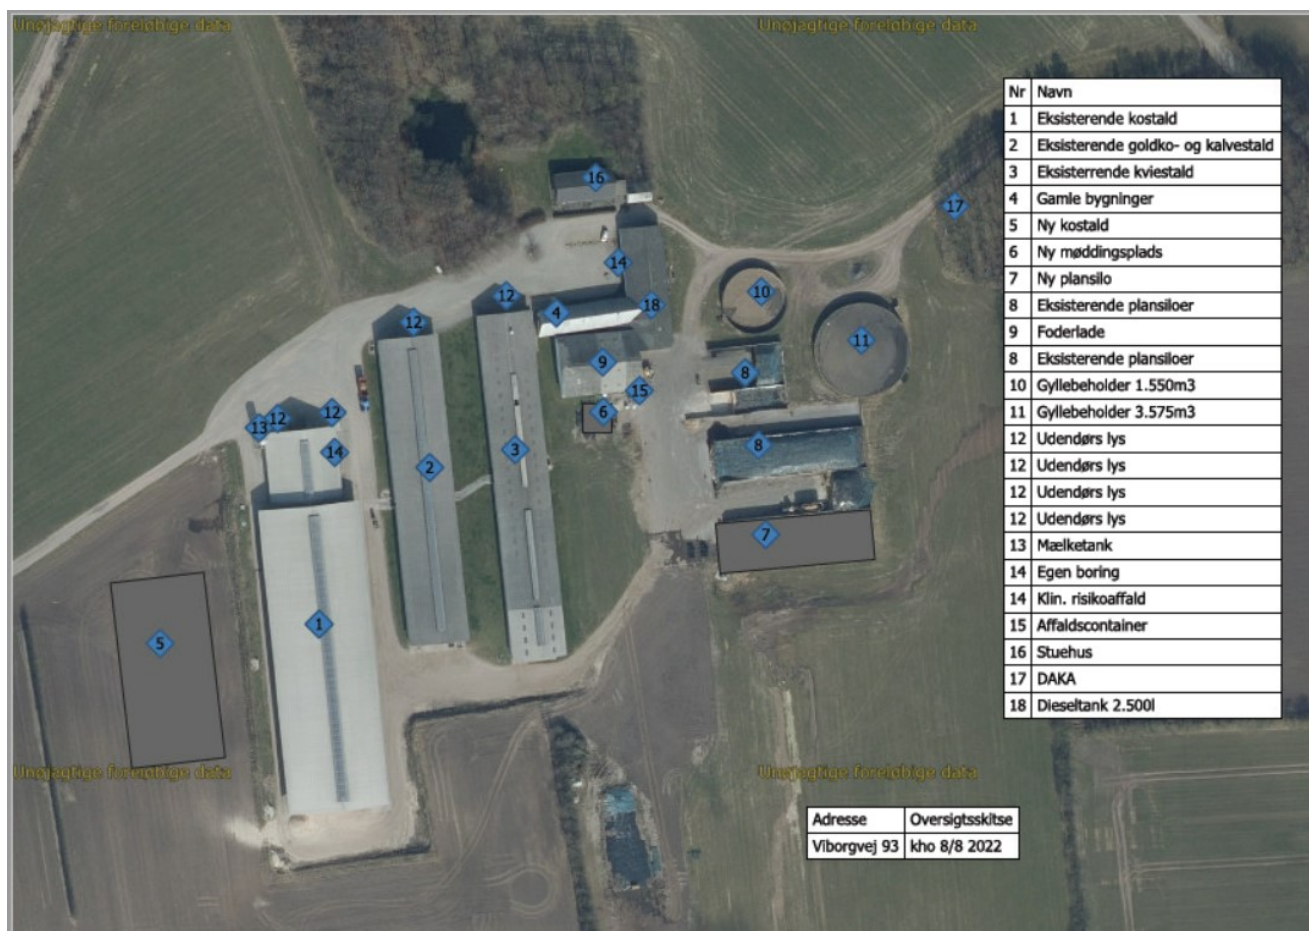 Unøjagtige foreløbige data
Unøjagtige foreløbige data
Nr Navn
1 Eksisterende kostald
2 Eksisterende goldko- og kalvestald
3 Eksisterrende kviestald
4 Gamle bygninger
5 Ny kostald
6 Ny møddingsplads
7 Ny plansilo
8 Eksisterende plansiloer
9 Foderlade
8 Eksisterende plansiloer
10 Gyllebeholder 1.550m3
11 Gyllebeholder 3.575m3
12 Udendørs lys
12 Udendørs lys
12 Udendørs lys
12 Udendørs lys
13 Mælketank
14 Egen boring
14 Klin. risikoaffald
15 Affaldscontainer
16 Stuehus
17 DAKA
18 Dieseltank 2.500l
16
17
14
10
12
18
4
12
11
9
8
15
6
12
12
13
8
14
3
2
7
1
5
Unøjagtige foreløbige data
Unøjagtige foreløbige data
Adresse Oversigtsskitse
Viborgvej 93 kho 8/8 2022